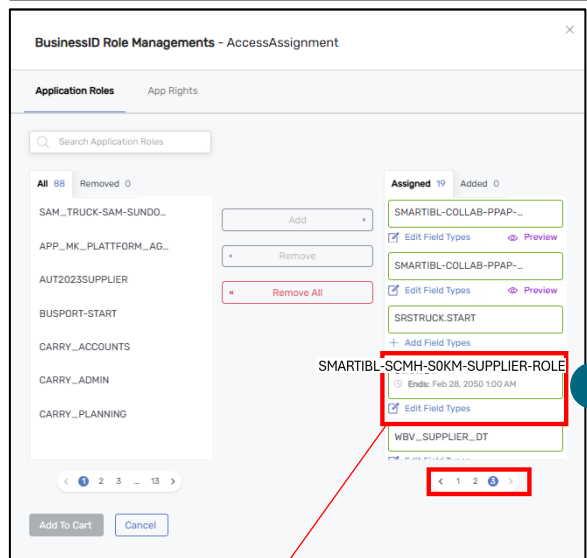 BusinessID Role Managements - AccessAssignment
Application Roles App Rights
Search Application Roles
All 88 Removed 0
SAM_TRUCK-SAM-SUNDO...
APP_MK_PLATTFORM_AG...
AUT2023SUPPLIER
BUSPORT-START
CARRY_ACCOUNTS
CARRY_ADMIN
CARRY_PLANNING
1 2 3 ... 13
Add
Remove
Remove All
Assigned 19 Added 0
SMARTIBL-COLLAB-PPAP-...
Edit Field Types Preview
SMARTIBL-COLLAB-PPAP-...
Edit Field Types Preview
SRSTRUCK.START
Add Field Types
SMARTIBL-SCMH-S0KM-SUPPLIER-ROLE
Ends: Feb 28, 2050 1:00 AM
Edit Field Types
WBV_SUPPLIER_DT
Edit Field Types
1 2 3
Add To Cart Cancel